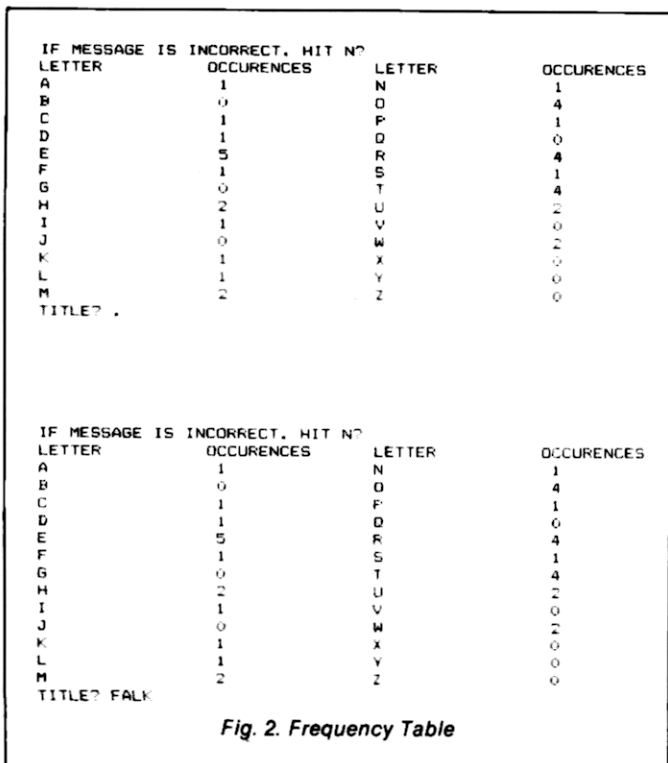 IF MESSAGE IS INCORRECT, HIT N?
LETTER OCCURENCES LETTER OCCURENCES
A 1 N 1
B 0 O 4
C 1 P 1
D 1 Q 0
E 5 R 4
F 1 S 1
G 0 T 4
H 2 U 2
I 1 V 0
J 0 W 2
K 1 X 0
L 1 Y 0
M 2 Z 0
TITLE? .
IF MESSAGE IS INCORRECT, HIT N?
LETTER OCCURENCES LETTER OCCURENCES
A 1 N 1
B 0 O 4
C 1 P 1
D 1 Q 0
E 5 R 4
F 1 S 1
G 0 T 4
H 2 U 2
I 1 V 0
J 0 W 2
K 1 X 0
L 1 Y 0
M 2 Z 0
TITLE? FALK
Fig. 2. Frequency Table